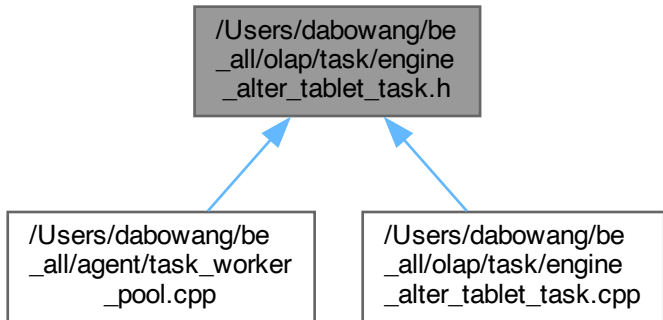 /Users/dabowang/be
_all/olap/task/engine
_alter_tablet_task.h
/Users/dabowang/be
_all/agent/task_worker
_pool.cpp
/Users/dabowang/be
_all/olap/task/engine
_alter_tablet_task.cpp